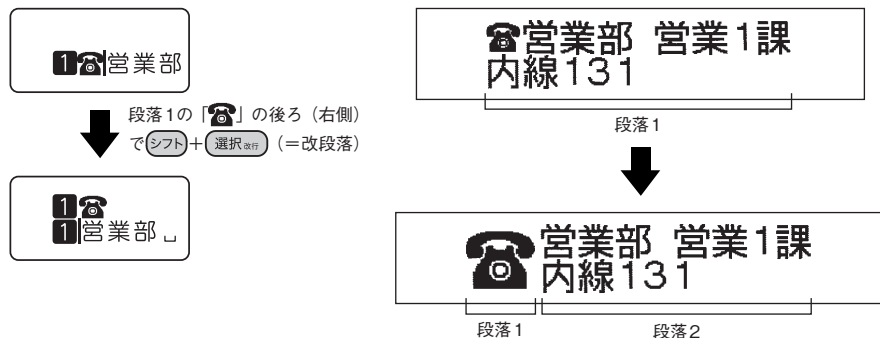 1☎営業部
段落1の「☎」の後ろ（右側）
でシフト+選択改行（＝改段落）
1☎
1営業部␣
☎営業部 営業1課
内線131
段落1
☎営業部 営業1課
内線131
段落1
段落2